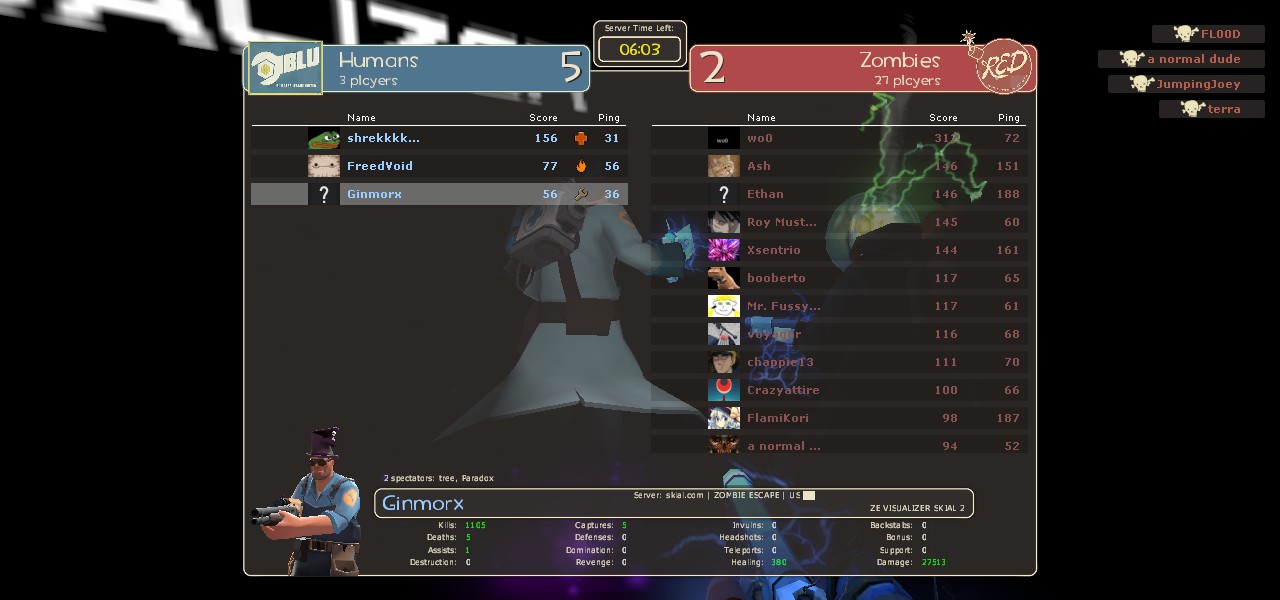 Server Time Left:
06:03
BLU
Humans
3 players
5
2
Zombies
27 players
RED
FLOOD
a normal dude
JumpingJoey
terra
Name Score Ping
shrekkkk... 156 31
FreedVoid 77 56
? Ginmorx 56 36
Name Score Ping
wo0 wo0 312 72
Ash 146 151
? Ethan 146 188
Roy Must... 145 60
Xsentrio 144 161
booberto 117 65
Mr. Fussy... 117 61
voyager 116 68
chappie13 111 70
Crazyattire 100 66
FlamiKori 98 187
a normal ... 94 52
2 spectators: tree, Paradox
Server: skial.com | ZOMBIE ESCAPE | US
Ginmorx
ZE VISUALIZER SKIAL 2
Kills: 1105 Captures: 5 Invulns: 0 Backstabs: 0
Deaths: 5 Defenses: 0 Headshots: 0 Bonus: 0
Assists: 1 Domination: 0 Teleports: 0 Support: 0
Destruction: 0 Revenge: 0 Healing: 380 Damage: 27513